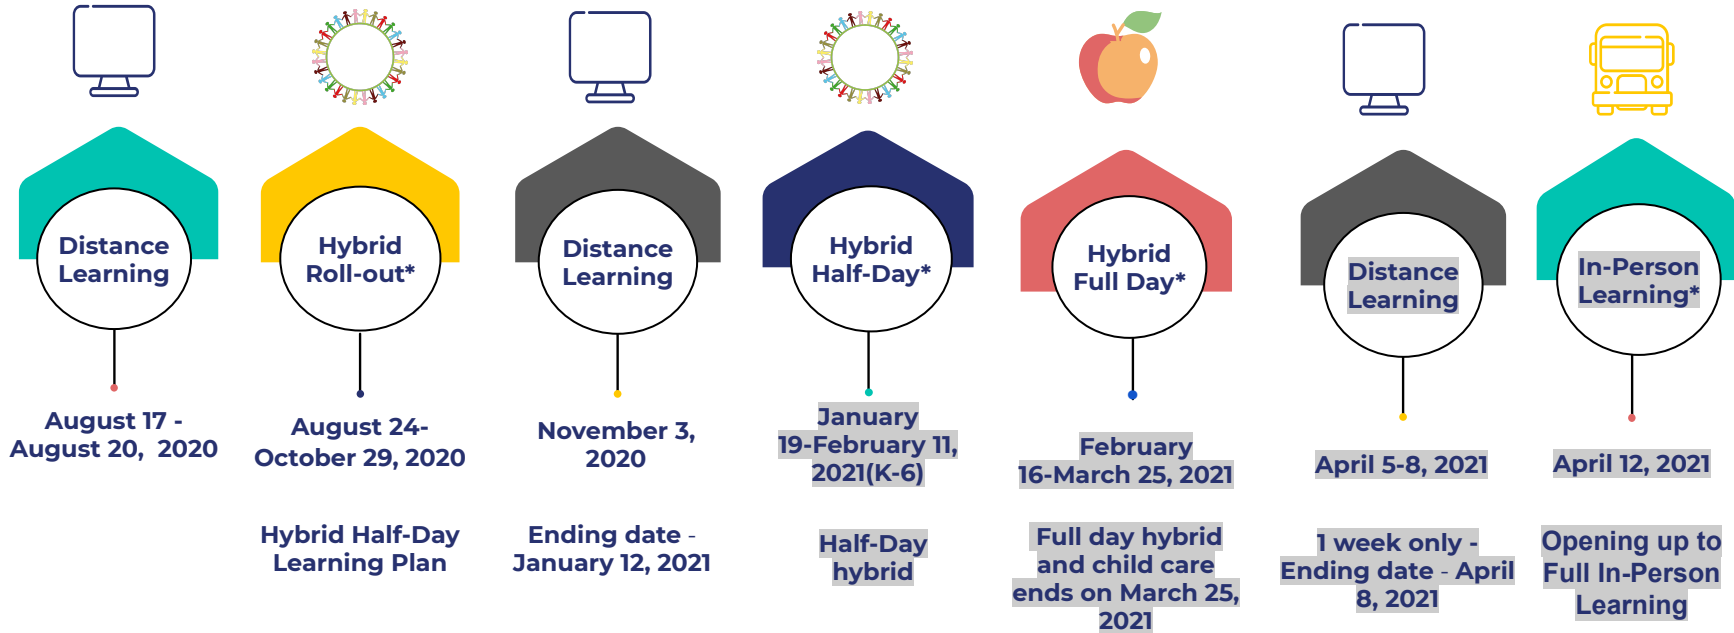 Distance
Learning
August 17 -
August 20,  2020
Hybrid
Roll-out*
August 24-
October 29, 2020
Hybrid Half-Day
Learning Plan
Distance
Learning
November 3,
2020
Ending date - 
January 12, 2021
Hybrid
Half-Day*
January
19-February 11,
2021(K-6)
Half-Day
hybrid
Hybrid
Full Day*
February
16-March 25, 2021
Full day hybrid
and child care
ends on March 25,
2021
Distance
Learning
April 5-8, 2021
1 week only -
Ending date - April
8, 2021
In-Person
Learning*
April 12, 2021
Opening up to
Full In-Person
Learning